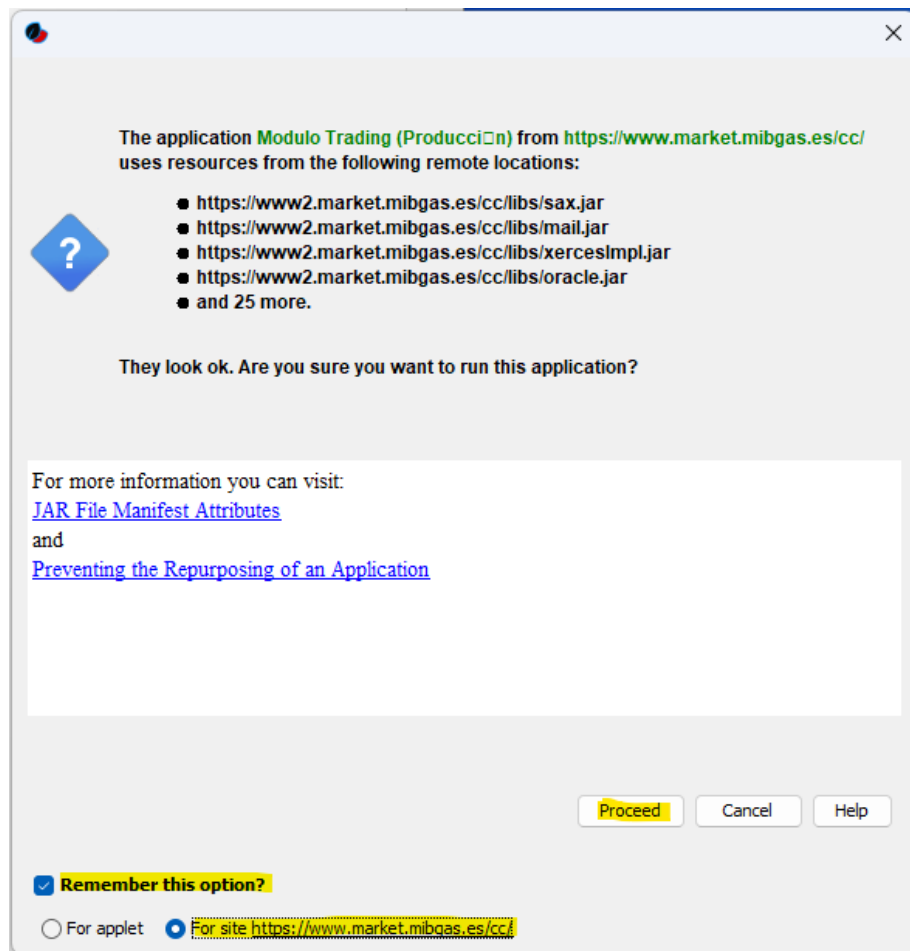 The application Modulo Trading (Producci□n) from https://www.market.mibgas.es/cc/
uses resources from the following remote locations:
● https://www2.market.mibgas.es/cc/libs/sax.jar
● https://www2.market.mibgas.es/cc/libs/mail.jar
● https://www2.market.mibgas.es/cc/libs/xercesImpl.jar
● https://www2.market.mibgas.es/cc/libs/oracle.jar
● and 25 more.
?
They look ok. Are you sure you want to run this application?
For more information you can visit:
JAR File Manifest Attributes
and
Preventing the Repurposing of an Application
Proceed Cancel Help
Remember this option?
For applet For site https://www.market.mibgas.es/cc/